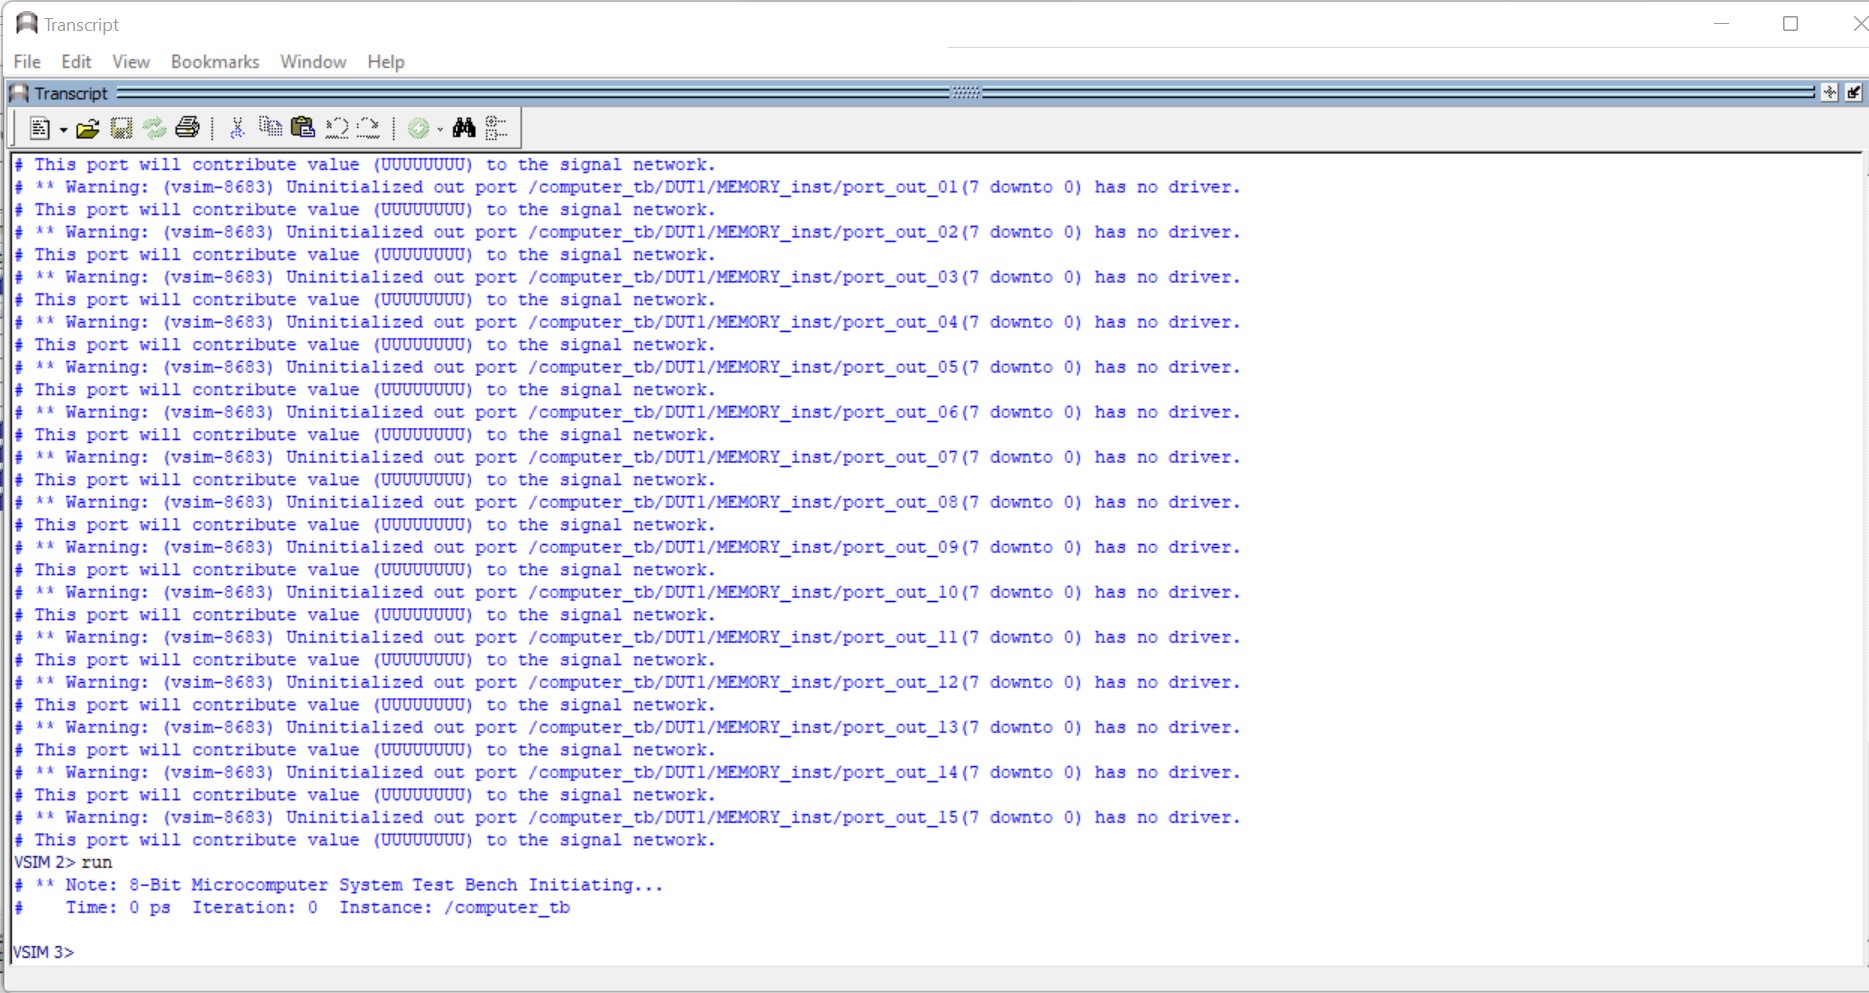 Transcript
File Edit View Bookmarks Window Help
Transcript
# This port will contribute value (UUUUUUUU) to the signal network.
# ** Warning: (vsim-8683) Uninitialized out port /computer_tb/DUT1/MEMORY_inst/port_out_01(7 downto 0) has no driver.
# This port will contribute value (UUUUUUUU) to the signal network.
# ** Warning: (vsim-8683) Uninitialized out port /computer_tb/DUT1/MEMORY_inst/port_out_02(7 downto 0) has no driver.
# This port will contribute value (UUUUUUUU) to the signal network.
# ** Warning: (vsim-8683) Uninitialized out port /computer_tb/DUT1/MEMORY_inst/port_out_03(7 downto 0) has no driver.
# This port will contribute value (UUUUUUUU) to the signal network.
# ** Warning: (vsim-8683) Uninitialized out port /computer_tb/DUT1/MEMORY_inst/port_out_04(7 downto 0) has no driver.
# This port will contribute value (UUUUUUUU) to the signal network.
# ** Warning: (vsim-8683) Uninitialized out port /computer_tb/DUT1/MEMORY_inst/port_out_05(7 downto 0) has no driver.
# This port will contribute value (UUUUUUUU) to the signal network.
# ** Warning: (vsim-8683) Uninitialized out port /computer_tb/DUT1/MEMORY_inst/port_out_06(7 downto 0) has no driver.
# This port will contribute value (UUUUUUUU) to the signal network.
# ** Warning: (vsim-8683) Uninitialized out port /computer_tb/DUT1/MEMORY_inst/port_out_07(7 downto 0) has no driver.
# This port will contribute value (UUUUUUUU) to the signal network.
# ** Warning: (vsim-8683) Uninitialized out port /computer_tb/DUT1/MEMORY_inst/port_out_08(7 downto 0) has no driver.
# This port will contribute value (UUUUUUUU) to the signal network.
# ** Warning: (vsim-8683) Uninitialized out port /computer_tb/DUT1/MEMORY_inst/port_out_09(7 downto 0) has no driver.
# This port will contribute value (UUUUUUUU) to the signal network.
# ** Warning: (vsim-8683) Uninitialized out port /computer_tb/DUT1/MEMORY_inst/port_out_10(7 downto 0) has no driver.
# This port will contribute value (UUUUUUUU) to the signal network.
# ** Warning: (vsim-8683) Uninitialized out port /computer_tb/DUT1/MEMORY_inst/port_out_11(7 downto 0) has no driver.
# This port will contribute value (UUUUUUUU) to the signal network.
# ** Warning: (vsim-8683) Uninitialized out port /computer_tb/DUT1/MEMORY_inst/port_out_12(7 downto 0) has no driver.
# This port will contribute value (UUUUUUUU) to the signal network.
# ** Warning: (vsim-8683) Uninitialized out port /computer_tb/DUT1/MEMORY_inst/port_out_13(7 downto 0) has no driver.
# This port will contribute value (UUUUUUUU) to the signal network.
# ** Warning: (vsim-8683) Uninitialized out port /computer_tb/DUT1/MEMORY_inst/port_out_14(7 downto 0) has no driver.
# This port will contribute value (UUUUUUUU) to the signal network.
# ** Warning: (vsim-8683) Uninitialized out port /computer_tb/DUT1/MEMORY_inst/port_out_15(7 downto 0) has no driver.
# This port will contribute value (UUUUUUUU) to the signal network.
VSIM 2> run
# ** Note: 8-Bit Microcomputer System Test Bench Initiating...
#    Time: 0 ps  Iteration: 0  Instance: /computer_tb
VSIM 3>